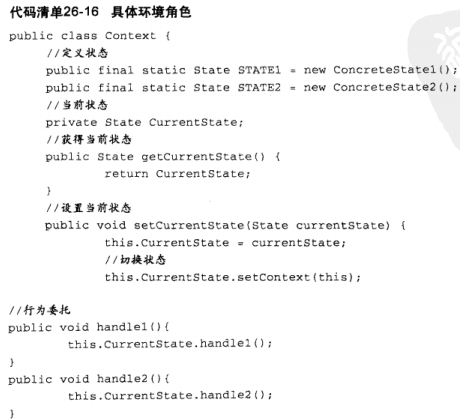 代码清单26-16 具体环境角色
public class Context {
//定义状态
public final static State STATE1 = new ConcreteState1();
public final static State STATE2 = new ConcreteState2();
//当前状态
private State CurrentState;
//获得当前状态
public State getCurrentState() {
return CurrentState;
}
//设置当前状态
public void setCurrentState(State currentState) {
this.CurrentState = currentState;
//切换状态
this.CurrentState.setContext(this);
//行为委托
public void handle1(){
this.CurrentState.handle1();
}
public void handle2(){
this.CurrentState.handle2();
}